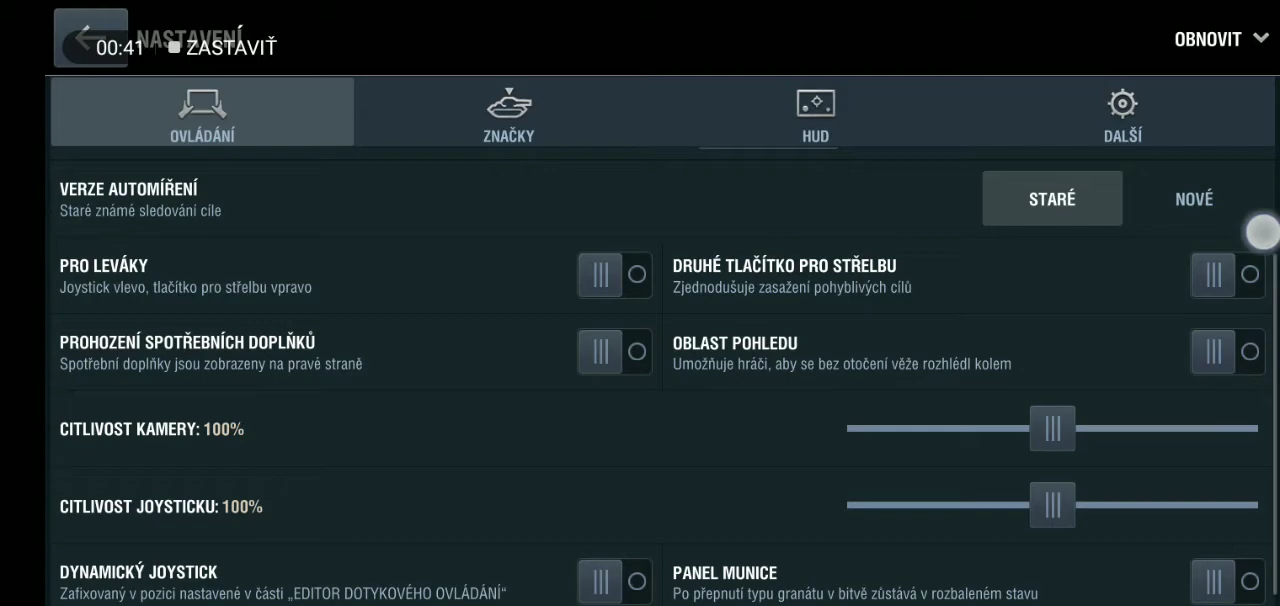 NASTAVENÍ
00:41 ZASTAVIŤ
OBNOVIT
OVLÁDÁNÍ
ZNAČKY
HUD
DALŠÍ
VERZE AUTOMÍŘENÍ
Staré známé sledování cíle
STARÉ
NOVÉ
PRO LEVÁKY
Joystick vlevo, tlačítko pro střelbu vpravo
DRUHÉ TLAČÍTKO PRO STŘELBU
Zjednodušuje zasažení pohyblivých cílů
PROHOZENÍ SPOTŘEBNÍCH DOPLŇKŮ
Spotřební doplňky jsou zobrazeny na pravé straně
OBLAST POHLEDU
Umožňuje hráči, aby se bez otočení věže rozhlédl kolem
CITLIVOST KAMERY: 100%
CITLIVOST JOYSTICKU: 100%
DYNAMICKÝ JOYSTICK
Zafixovaný v pozici nastavené v části „EDITOR DOTYKOVÉHO OVLÁDÁNÍ“
PANEL MUNICE
Po přepnutí typu granátu v bitvě zůstává v rozbaleném stavu